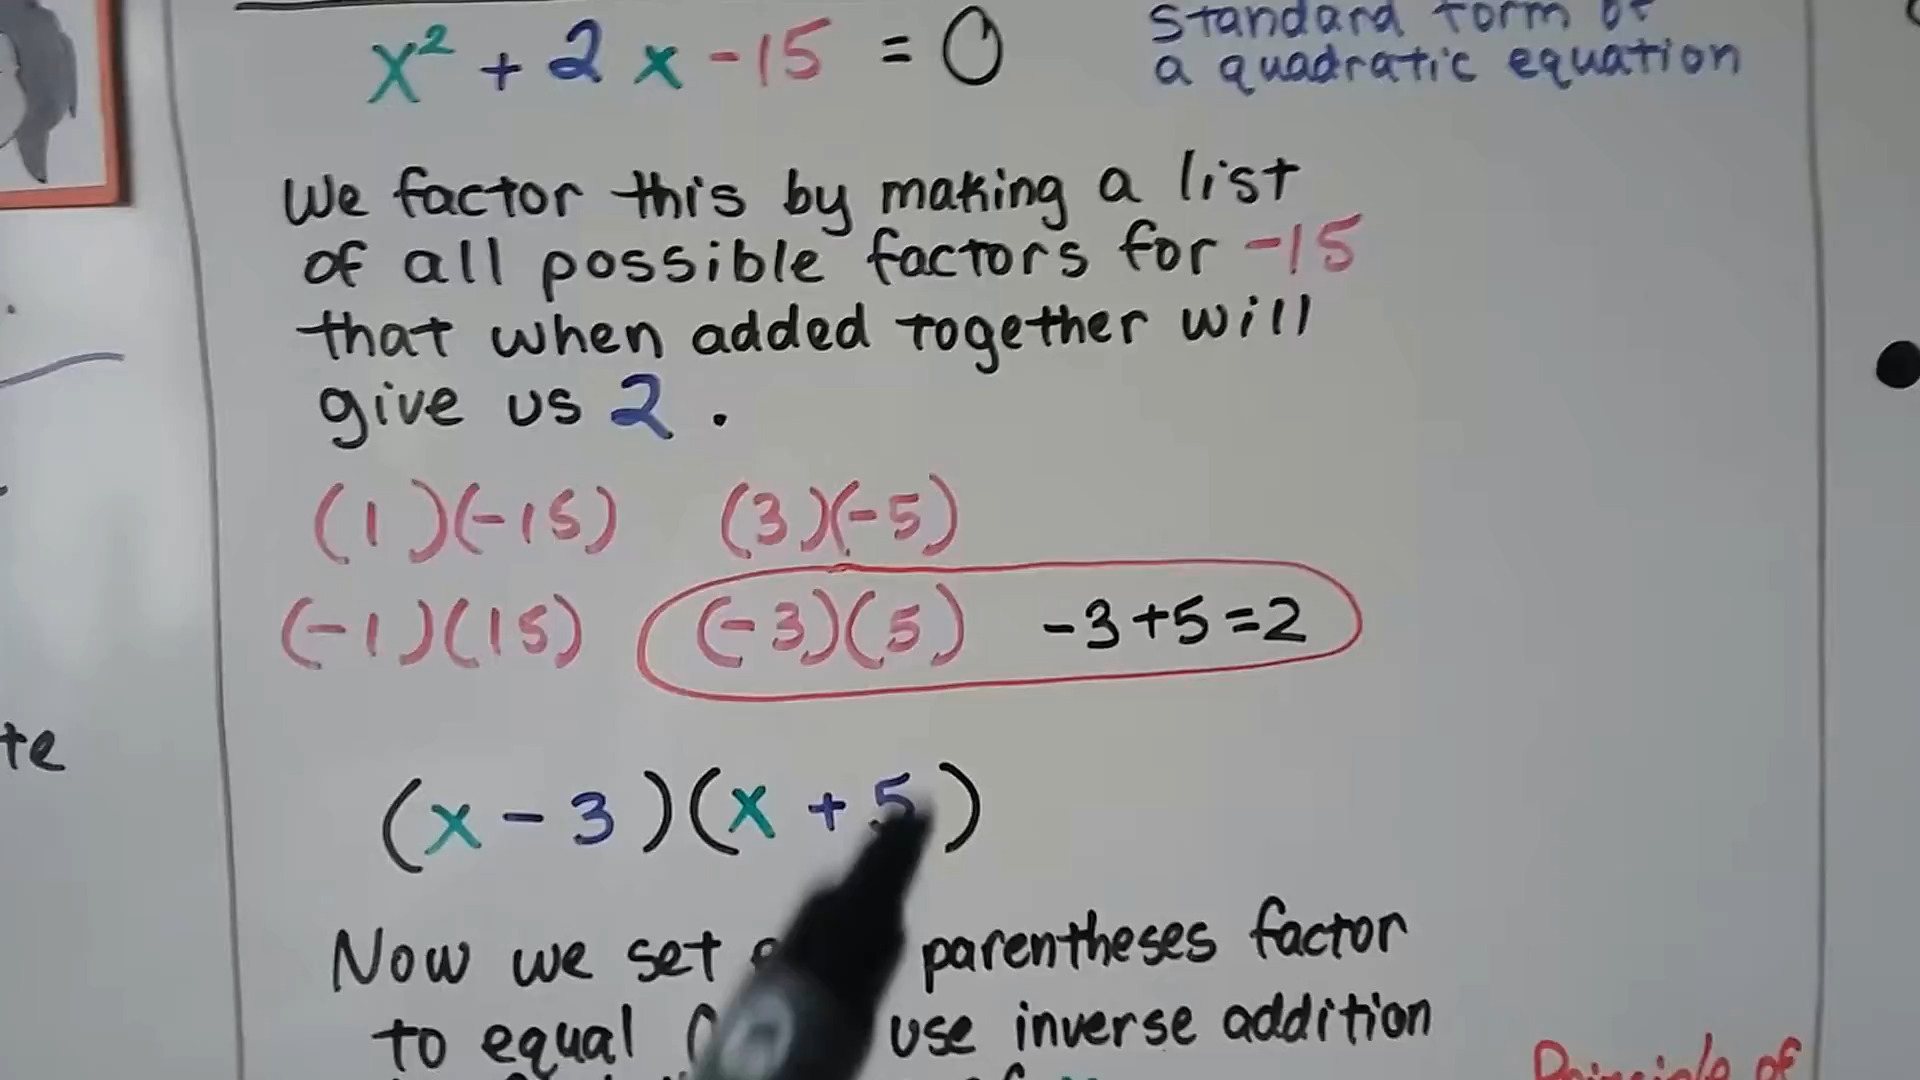 x² + 2x - 15 = 0
Standard form of
a quadratic equation
We factor this by making a list
of all possible factors for -15
that when added together will
give us 2.
(1)(-15) (3)(-5)
(-1)(15) (-3)(5) -3+5=2
te
(x - 3)(x + 5)
Now we set parentheses factor
to equal use inverse addition
Principle of